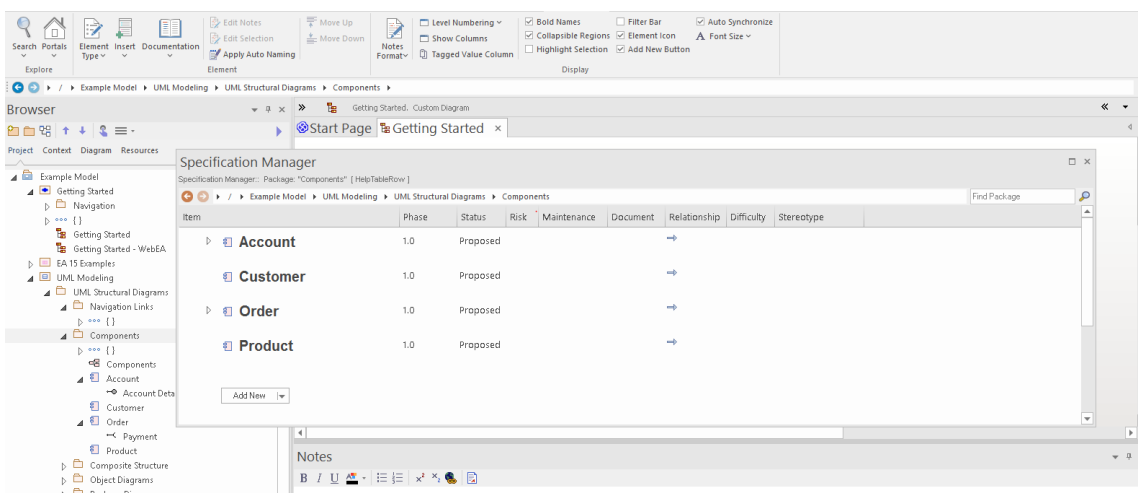 Edit Notes
Move Up
Level Numbering
Bold Names
Filter Bar
Auto Synchronize
Edit Selection
Move Down
Show Columns
Collapsible Regions
Element Icon
A Font Size
Search Portals
Element Type
Insert
Documentation
Apply Auto Naming
Notes Format
Tagged Value Column
Highlight Selection
Add New Button
Explore
Element
Display
/ Example Model UML Modeling UML Structural Diagrams Components
Browser
Getting Started. Custom Diagram
Start Page
Getting Started
Project Context Diagram Resources
Example Model
Getting Started
Navigation
{ }
Getting Started
Getting Started - WebEA
EA 15 Examples
UML Modeling
UML Structural Diagrams
Navigation Links
{ }
Components
{ }
Components
Account
Account Deta
Customer
Order
Payment
Product
Composite Structure
Object Diagrams
Specification Manager
Specification Manager:: Package: "Components" [ HelpTableRow ]
/ Example Model UML Modeling UML Structural Diagrams Components
Find Package
Item Phase Status Risk Maintenance Document Relationship Difficulty Stereotype
Account 1.0 Proposed
Customer 1.0 Proposed
Order 1.0 Proposed
Product 1.0 Proposed
Add New
Notes
B I U A x² x₂